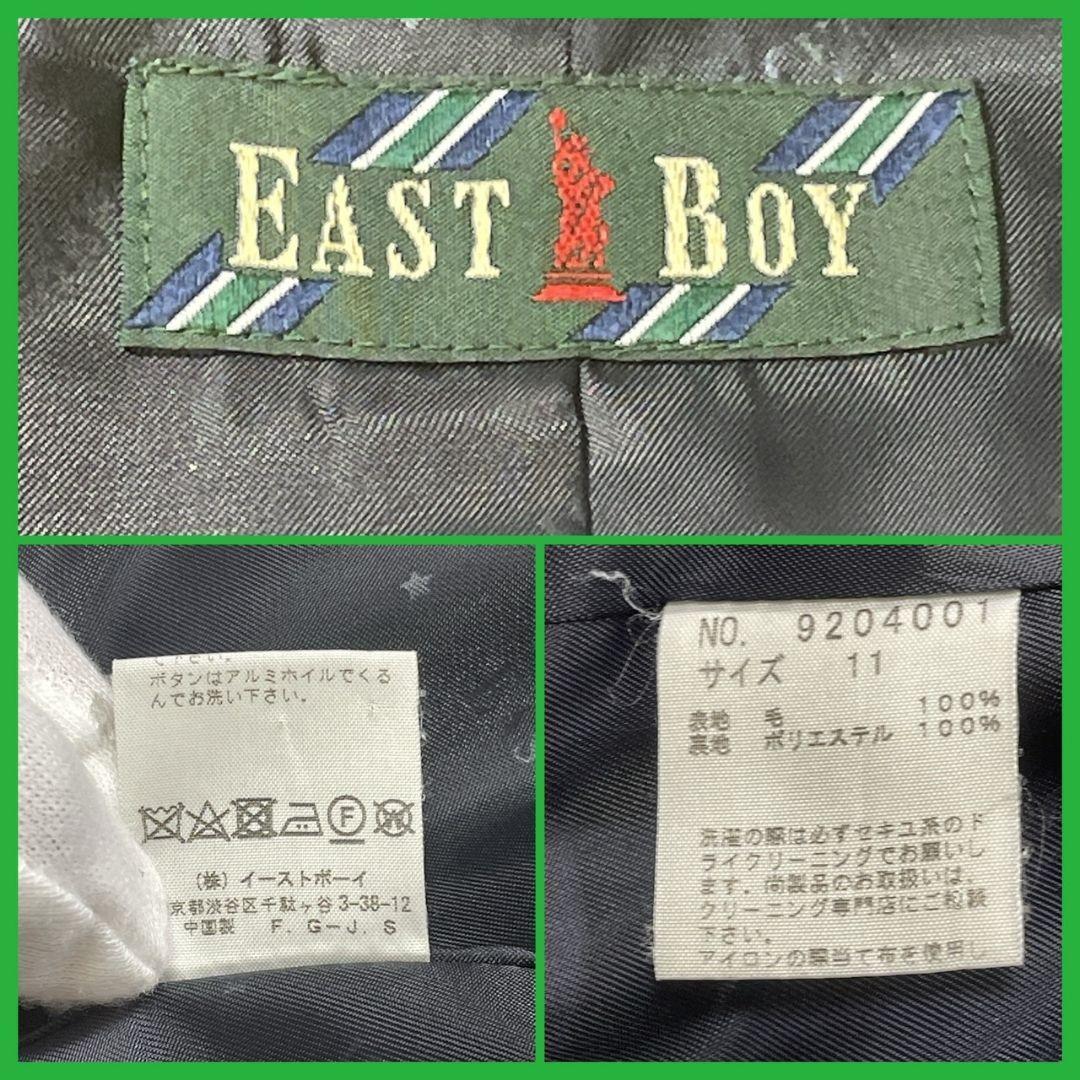 EAST BOY
ボタンはアルミホイルでくる
んでお洗い下さい。
F W
(株)イーストボーイ
京都渋谷区千駄ヶ谷3-38-12
中国製 F.G-J.S
NO. 9204001
サイズ 11
表地 毛 100%
裏地 ポリエステル 100%
洗濯の際は必ずセキユ系のド
ライクリーニングでお願いし
ます。尚製品のお取扱いは
クリーニング専門店にご相談
下さい。
アイロンの際当て布を使用し